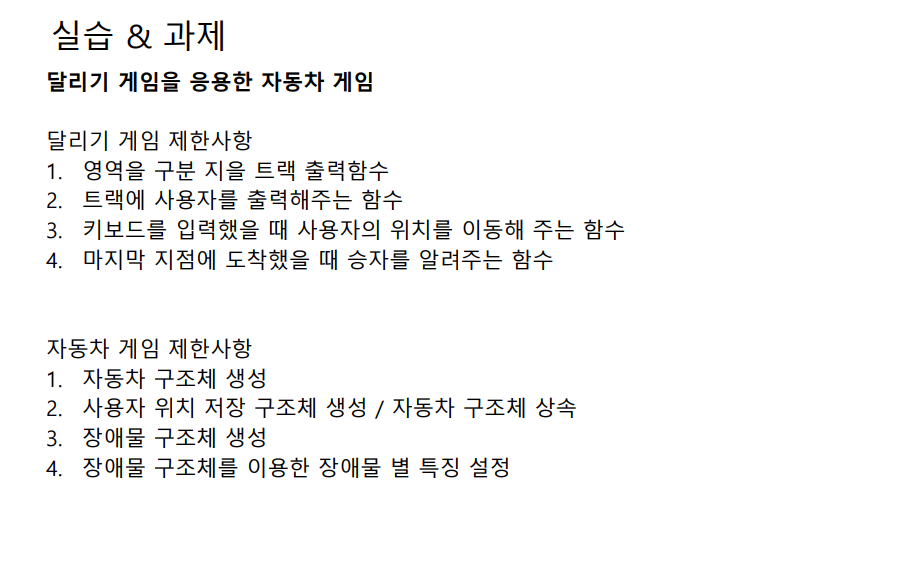 실습 & 과제
달리기 게임을 응용한 자동차 게임
달리기 게임 제한사항
1. 영역을 구분 지을 트랙 출력함수
2. 트랙에 사용자를 출력해주는 함수
3. 키보드를 입력했을 때 사용자의 위치를 이동해 주는 함수
4. 마지막 지점에 도착했을 때 승자를 알려주는 함수
자동차 게임 제한사항
1. 자동차 구조체 생성
2. 사용자 위치 저장 구조체 생성 / 자동차 구조체 상속
3. 장애물 구조체 생성
4. 장애물 구조체를 이용한 장애물 별 특징 설정